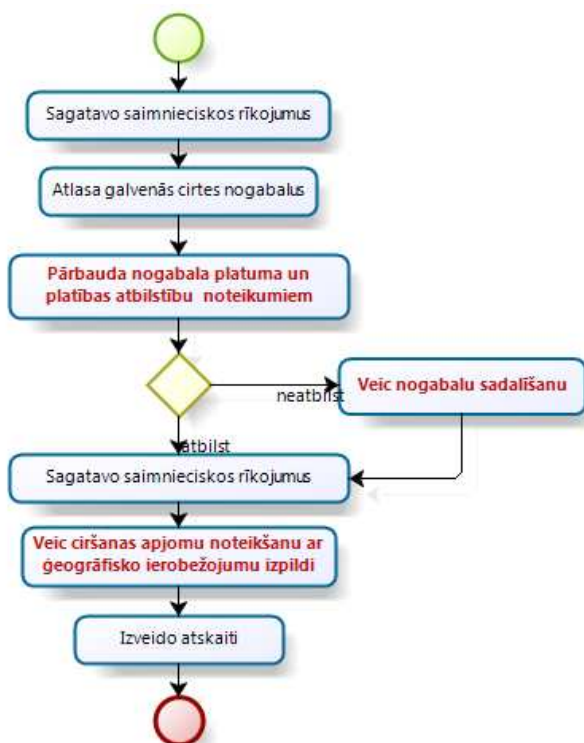 Sagatavo saimnieciskos rīkojumus
Atlasa galvenās cirtes nogabalus
Pārbauda nogabala platuma un
platības atbilstību noteikumiem
neatbilst
Veic nogabalu sadalīšanu
atbilst
Sagatavo saimnieciskos rīkojumus
Veic ciršanas apjomu noteikšanu ar
ģeogrāfisko ierobežojumu izpildi
Izveido atskaiti